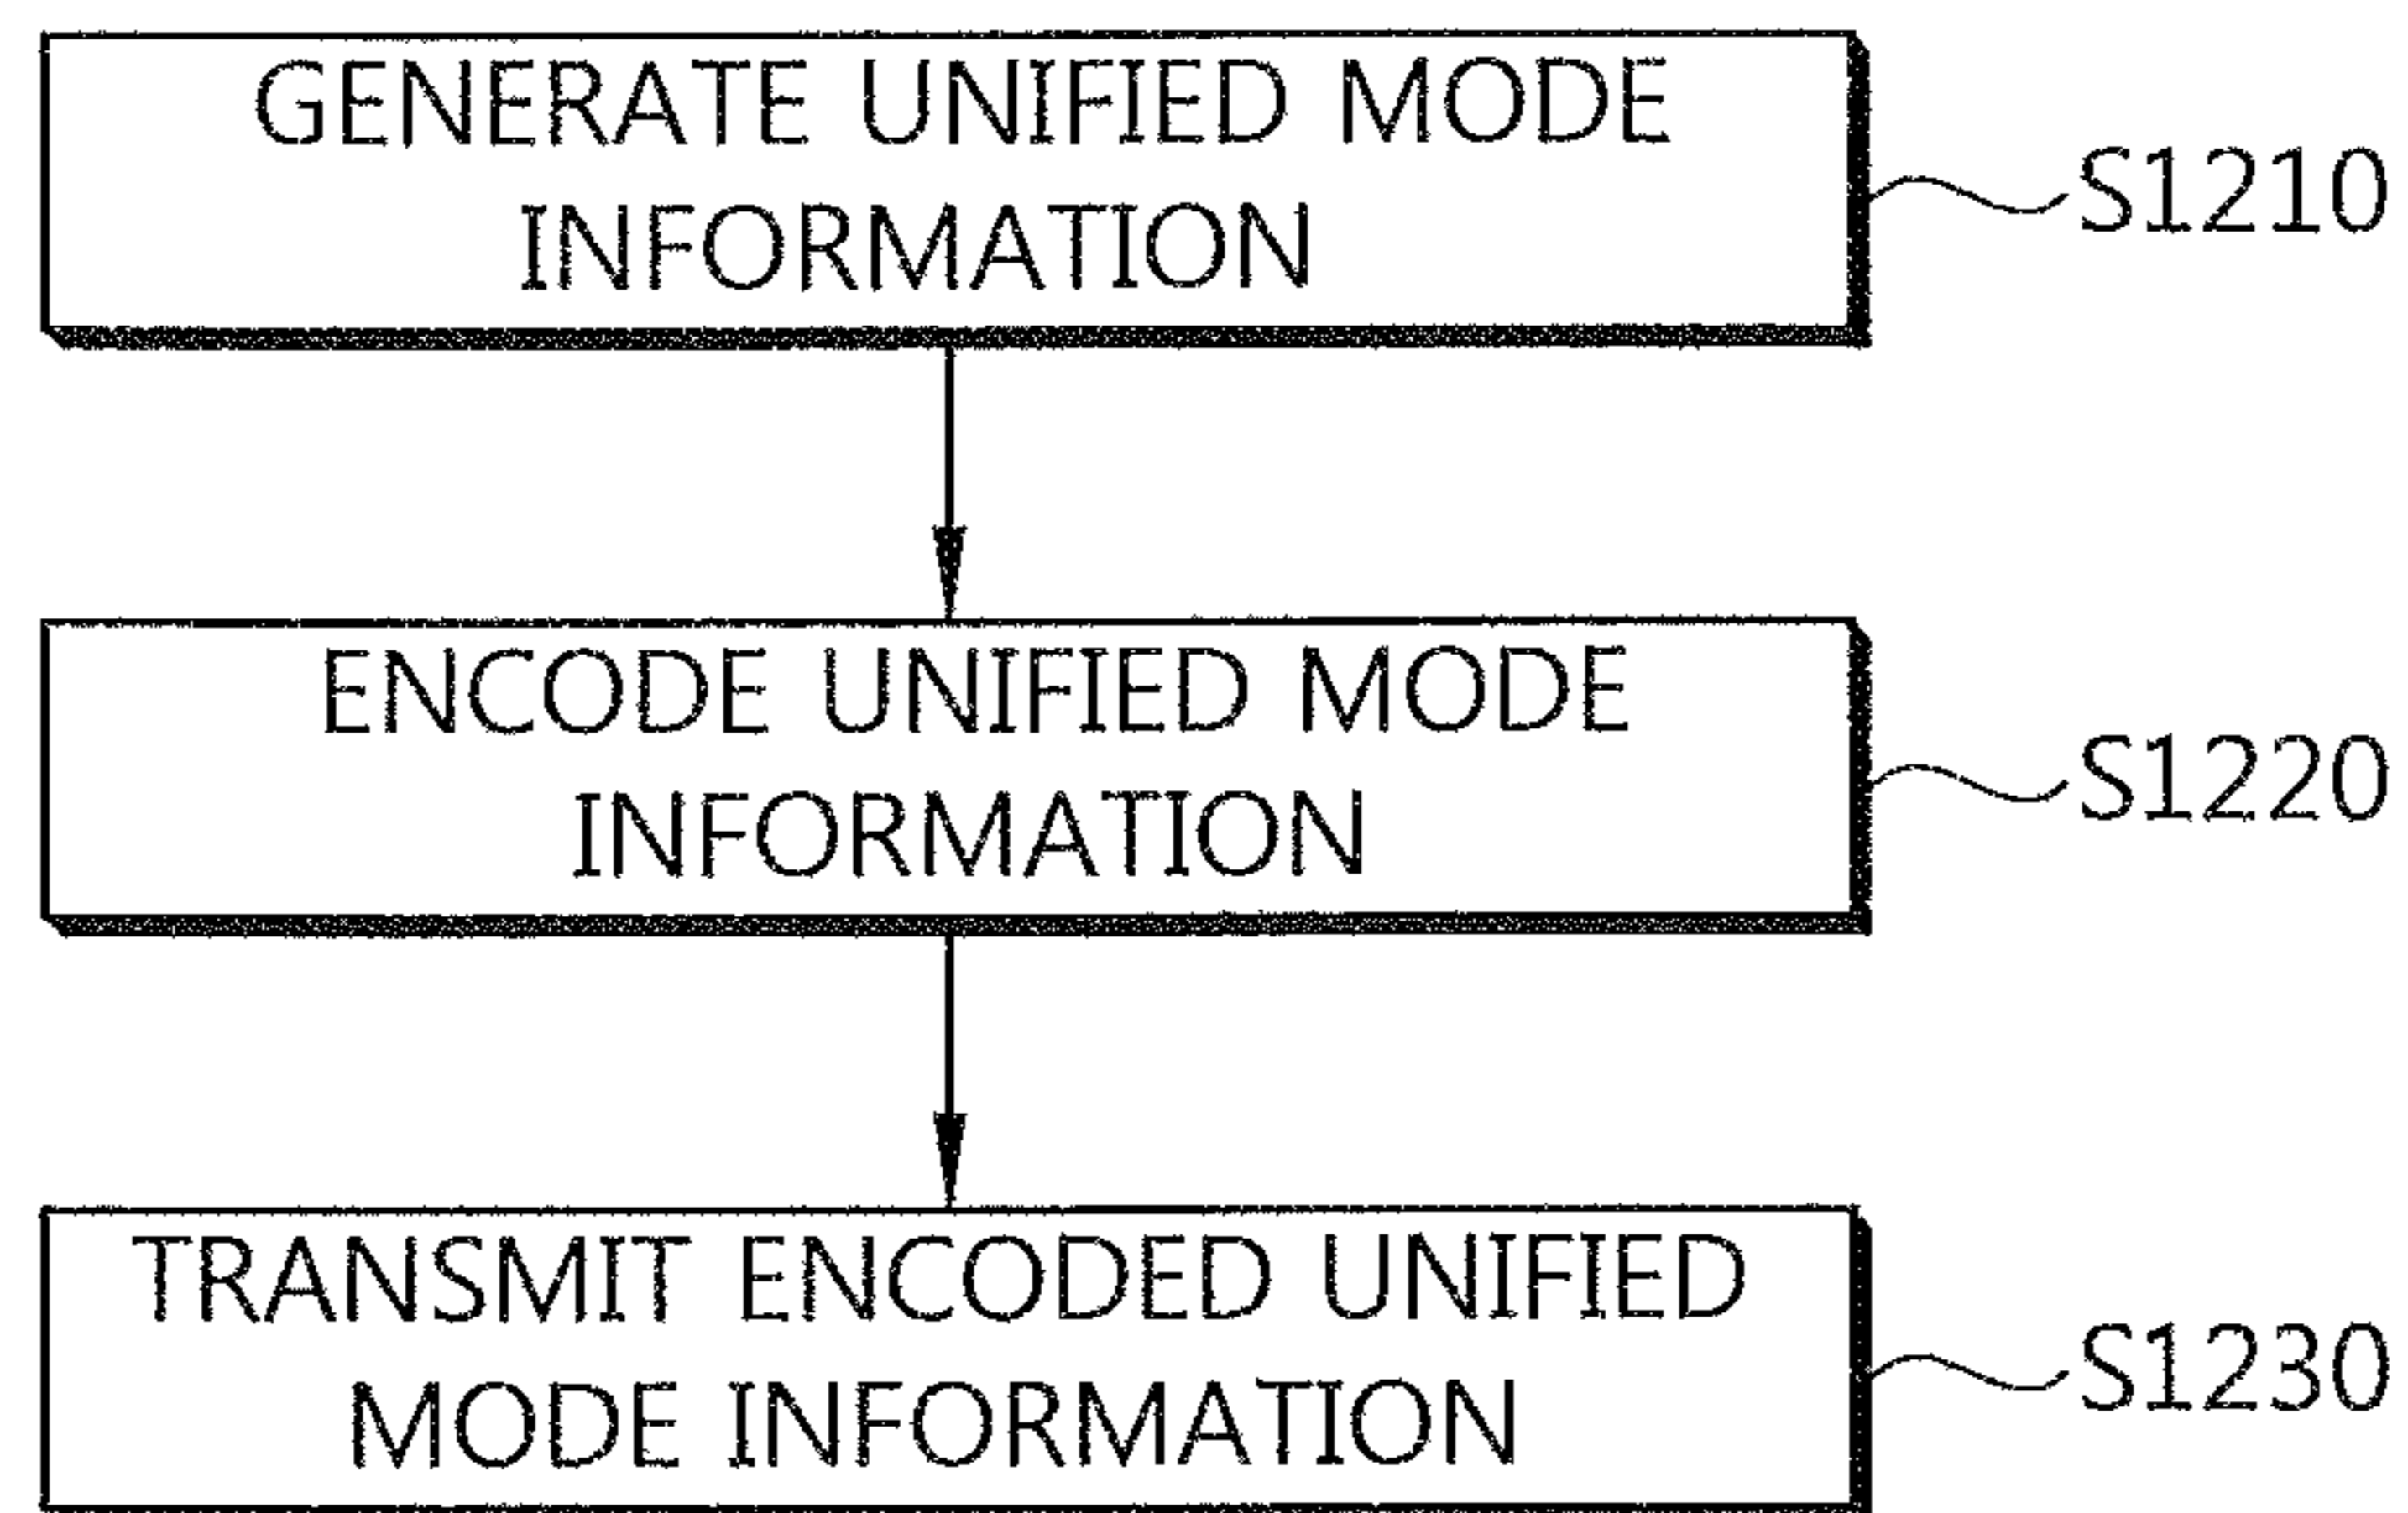 GENERATE UNIFIED MODE
INFORMATION
S1210
ENCODE UNIFIED MODE
INFORMATION
S1220
TRANSMIT ENCODED UNIFIED
MODE INFORMATION
S1230